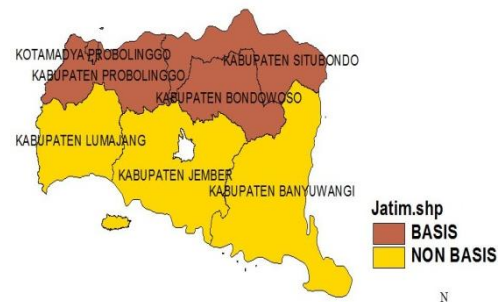 KOTAMADYA PROBOLINGGO
KABUPATEN SITUBONDO
KABUPATEN PROBOLINGGO
KABUPATEN BONDOWOSO
KABUPATEN LUMAJANG
KABUPATEN JEMBER
KABUPATEN BANYUWANGI
Jatim.shp
BASIS
NON BASIS
N